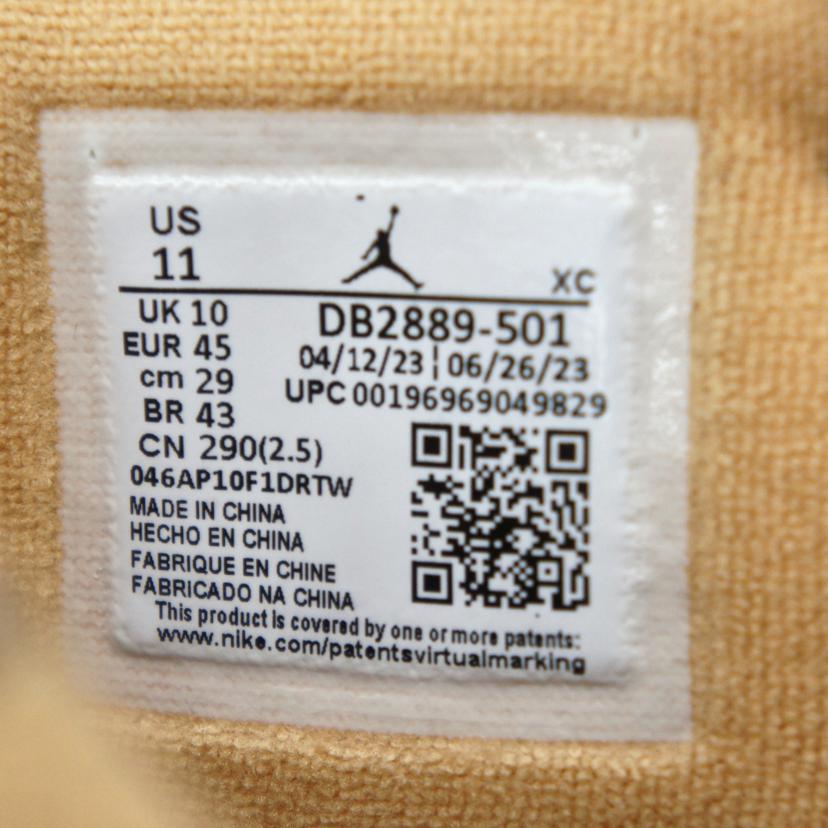 US
11
XC
UK 10
EUR 45
cm 29
BR 43
CN 290(2.5)
DB2889-501
04/12/23 | 06/26/23
UPC 00196969049829
046AP10F1DRTW
MADE IN CHINA
HECHO EN CHINA
FABRIQUE EN CHINE
FABRICADO NA CHINA
This product is covered by one or more patents:
www.nike.com/patentsvirtualmarking